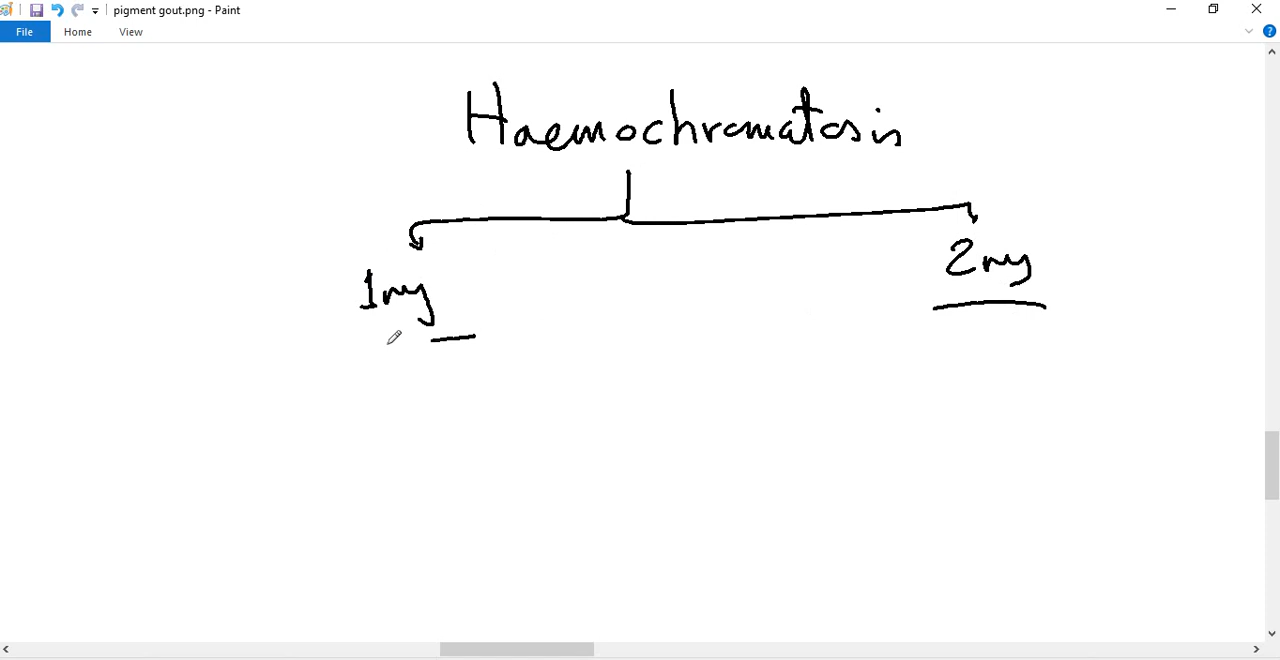 pigment gout.png - Paint
File Home View
Haemochromatosis
1ry 2ry